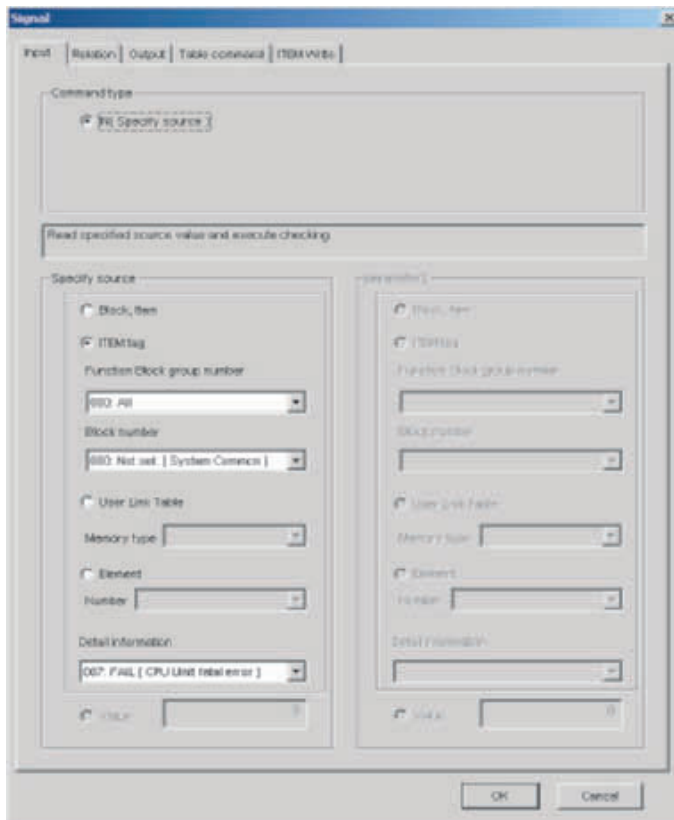 Signal
Input Relation Output Table command ITEM Write
Command type
IN( Specify source )
Read specified source value and execute checking
Specify source
parameter1
Block, Item
Block, Item
ITEM tag
ITEM tag
Function Block group number
Function Block group number
000: All
Block number
Block number
000: Not set. ( System Common )
User Link Table
User Link Table
Memory type
Memory type
Element
Element
Number
Number
Detail information
Detail information
007: FAIL ( CPU Unit fatal error )
Value 0
Value 0
OK Cancel